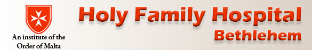 Holy Family Hospital
Bethlehem
An institute of the
Order of Malta